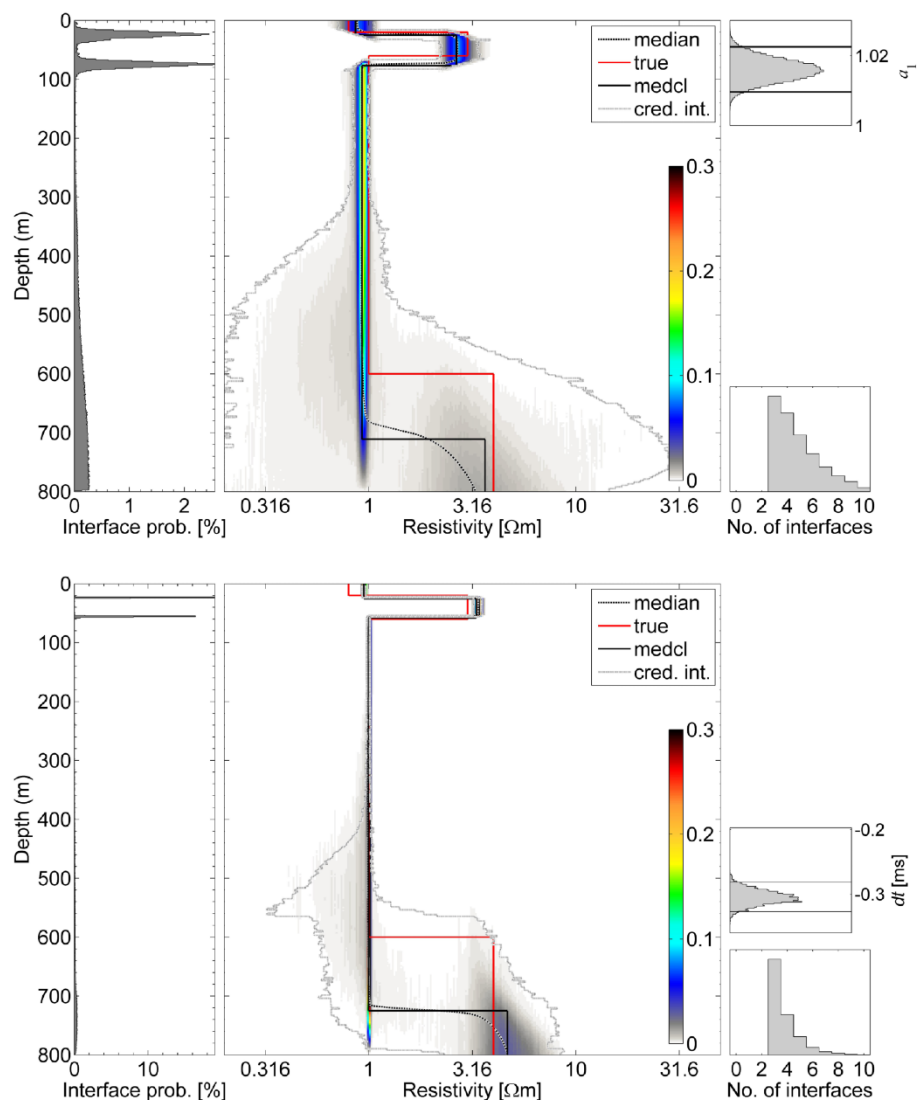 0
100
200
300
400
500
600
700
800
Depth (m)
0 1 2
Interface prob. [%]
median
true
medcl
cred. int.
0.3
0.2
0.1
0
0.316 1 3.16 10 31.6
Resistivity [Ωm]
1.02
1
a1
0 2 4 6 8 10
No. of interfaces
0
100
200
300
400
500
600
700
800
Depth (m)
0 10
Interface prob. [%]
median
true
medcl
cred. int.
0.3
0.2
0.1
0
0.316 1 3.16 10 31.6
Resistivity [Ωm]
-0.2
-0.3
dt [ms]
0 2 4 6 8 10
No. of interfaces